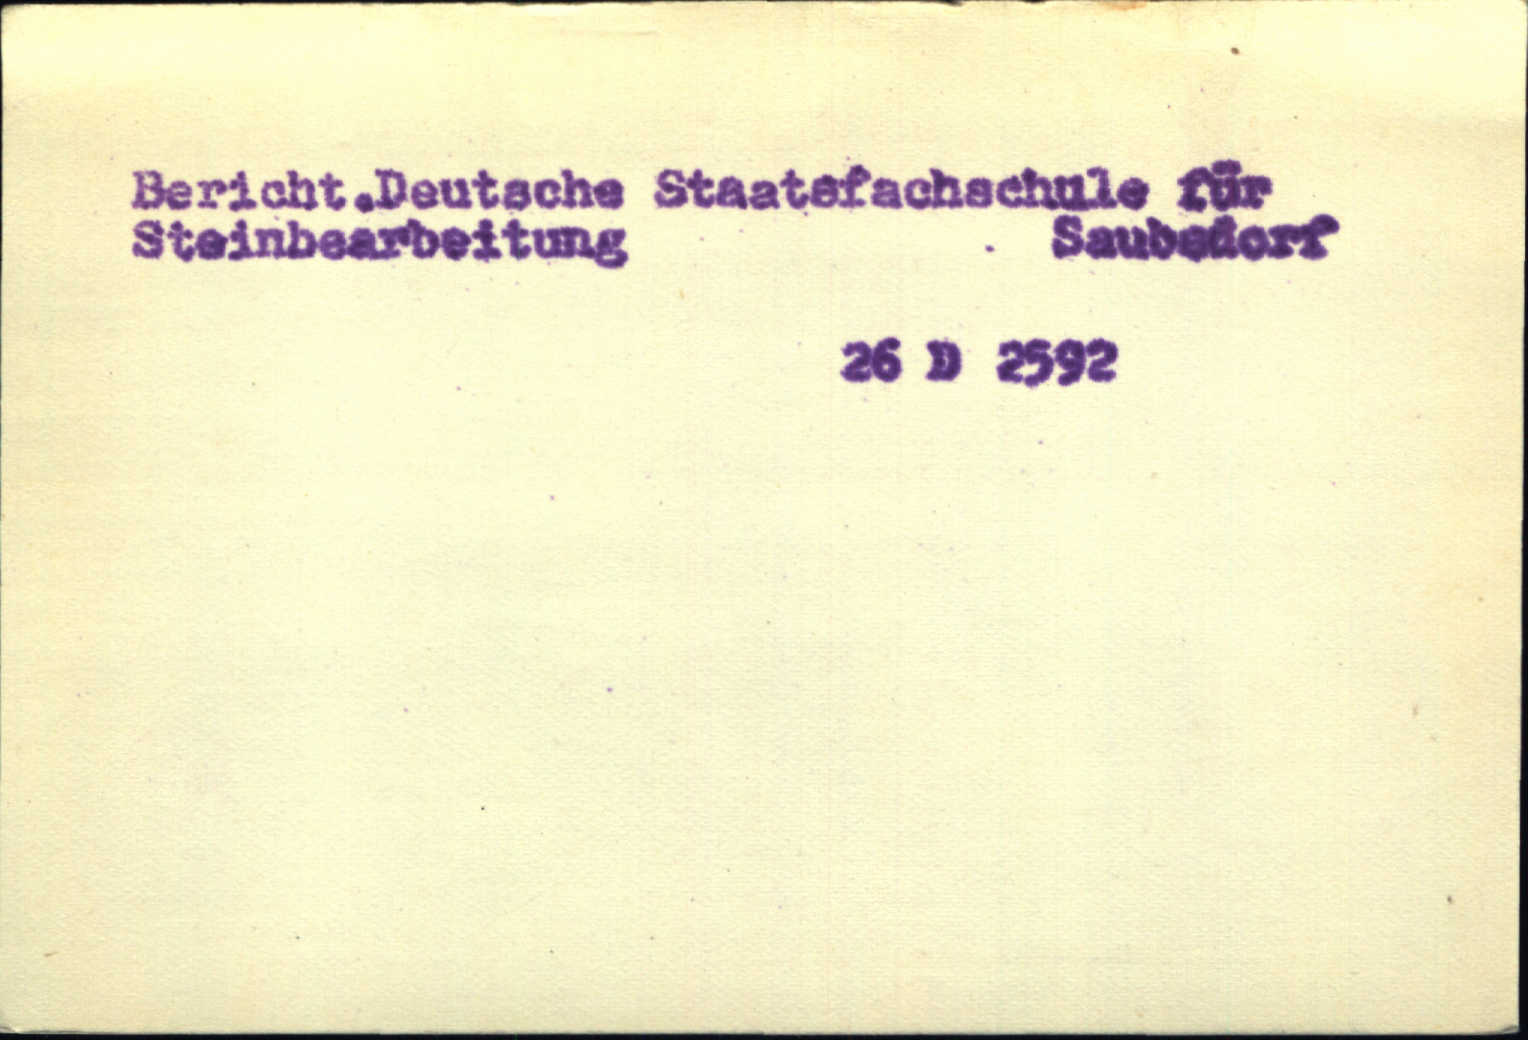 Bericht.Deutsche Staatsfachschule für
Steinbearbeitung Saubsdorf
26 D 2592